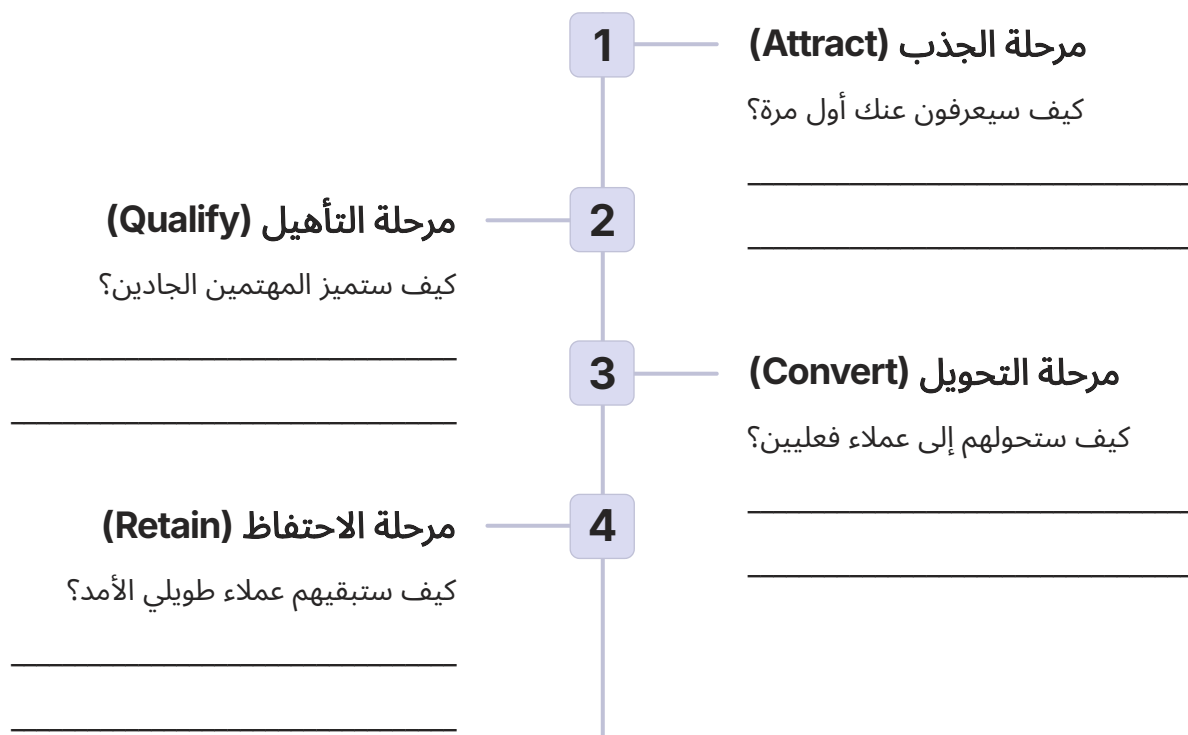 1
مرحلة الجذب (Attract)
كيف سيعرفون عنك أول مرة؟
2
مرحلة التأهيل (Qualify)
كيف ستميز المهتمين الجادين؟
3
مرحلة التحويل (Convert)
كيف ستحولهم إلى عملاء فعليين؟
4
مرحلة الاحتفاظ (Retain)
كيف ستبقيهم عملاء طويلي الأمد؟